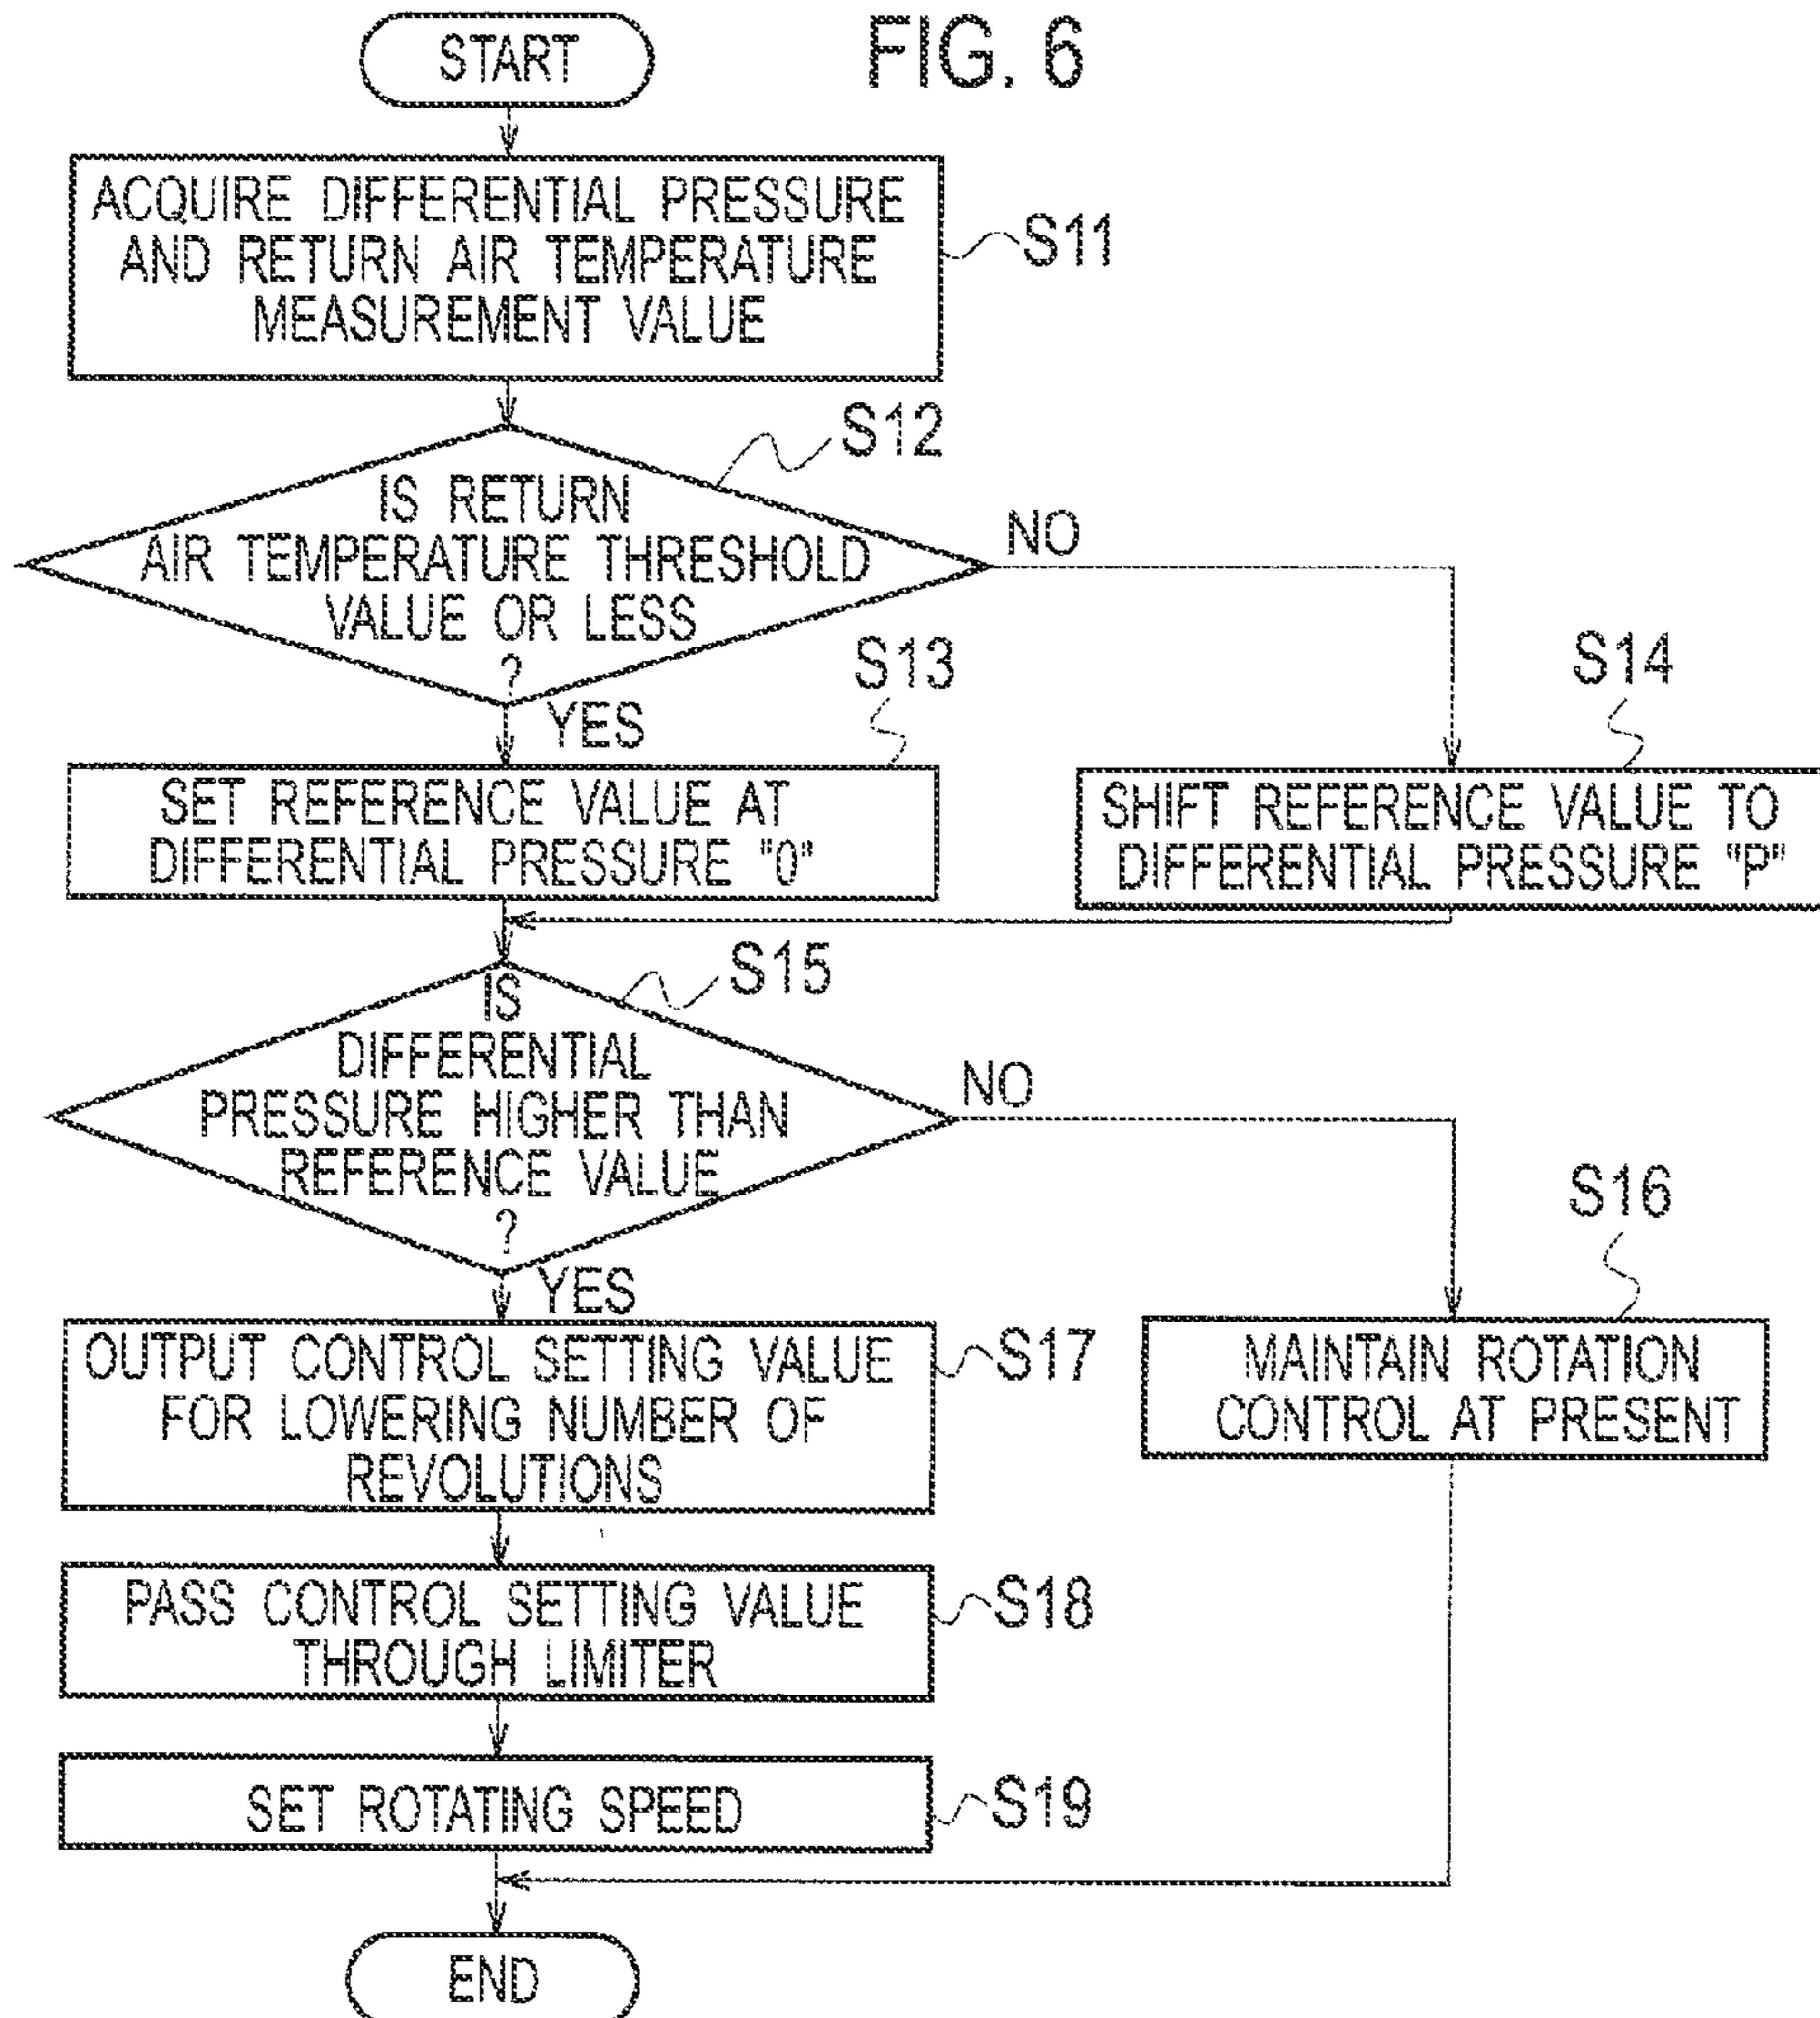 FIG. 6
START
ACQUIRE DIFFERENTIAL PRESSURE
AND RETURN AIR TEMPERATURE
MEASUREMENT VALUE
S11
S12
IS RETURN
AIR TEMPERATURE THRESHOLD
VALUE OR LESS
?
NO
YES
S13
SET REFERENCE VALUE AT
DIFFERENTIAL PRESSURE "0"
S14
SHIFT REFERENCE VALUE TO
DIFFERENTIAL PRESSURE "P"
S15
IS
DIFFERENTIAL
PRESSURE HIGHER THAN
REFERENCE VALUE
?
NO
YES
S16
MAINTAIN ROTATION
CONTROL AT PRESENT
OUTPUT CONTROL SETTING VALUE
FOR LOWERING NUMBER OF
REVOLUTIONS
S17
PASS CONTROL SETTING VALUE
THROUGH LIMITER
S18
SET ROTATING SPEED
S19
END